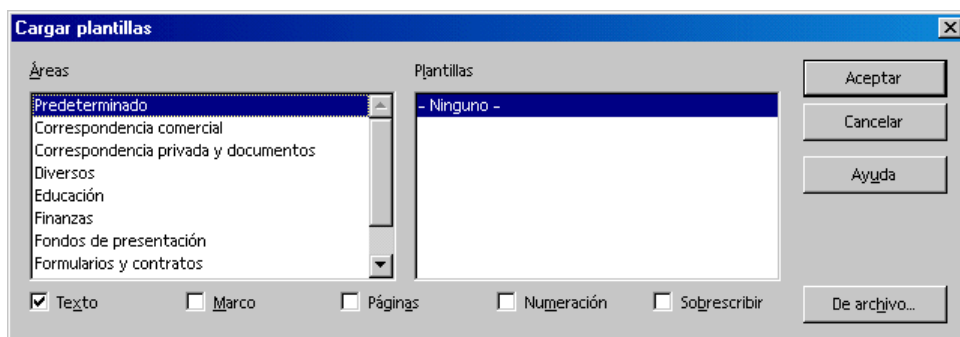 Cargar plantillas
Áreas
Predeterminado
Correspondencia comercial
Correspondencia privada y documentos
Diversos
Educación
Finanzas
Fondos de presentación
Formularios y contratos
Plantillas
- Ninguno -
Aceptar
Cancelar
Ayuda
Texto
Marco
Páginas
Numeración
Sobrescribir
De archivo...